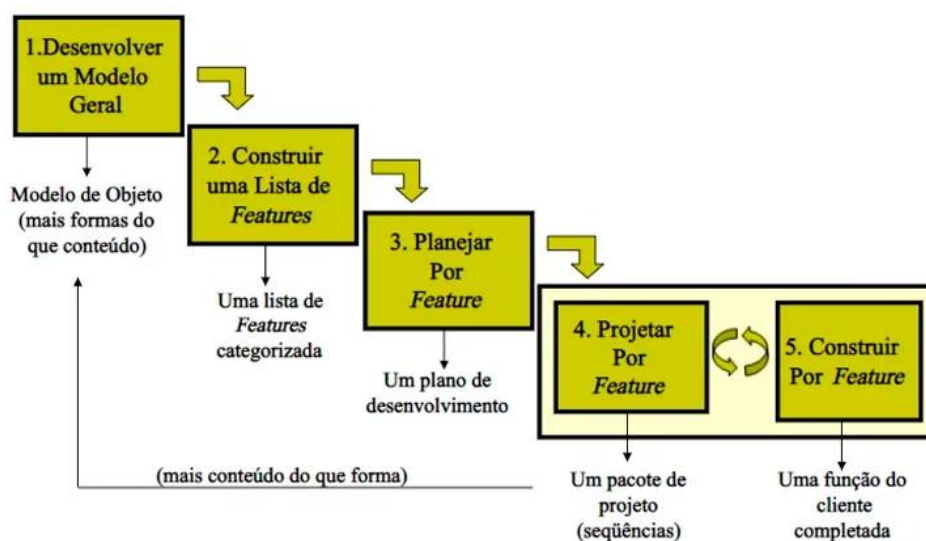 1.Desenvolver
um Modelo
Geral
Modelo de Objeto
(mais formas do
que conteúdo)
2. Construir
uma Lista de
Features
Uma lista de
Features
categorizada
3. Planejar
Por
Feature
Um plano de
desenvolvimento
4. Projetar
Por
Feature
Um pacote de
projeto
(seqüências)
5. Construir
Por Feature
Uma função do
cliente
completada
(mais conteúdo do que forma)